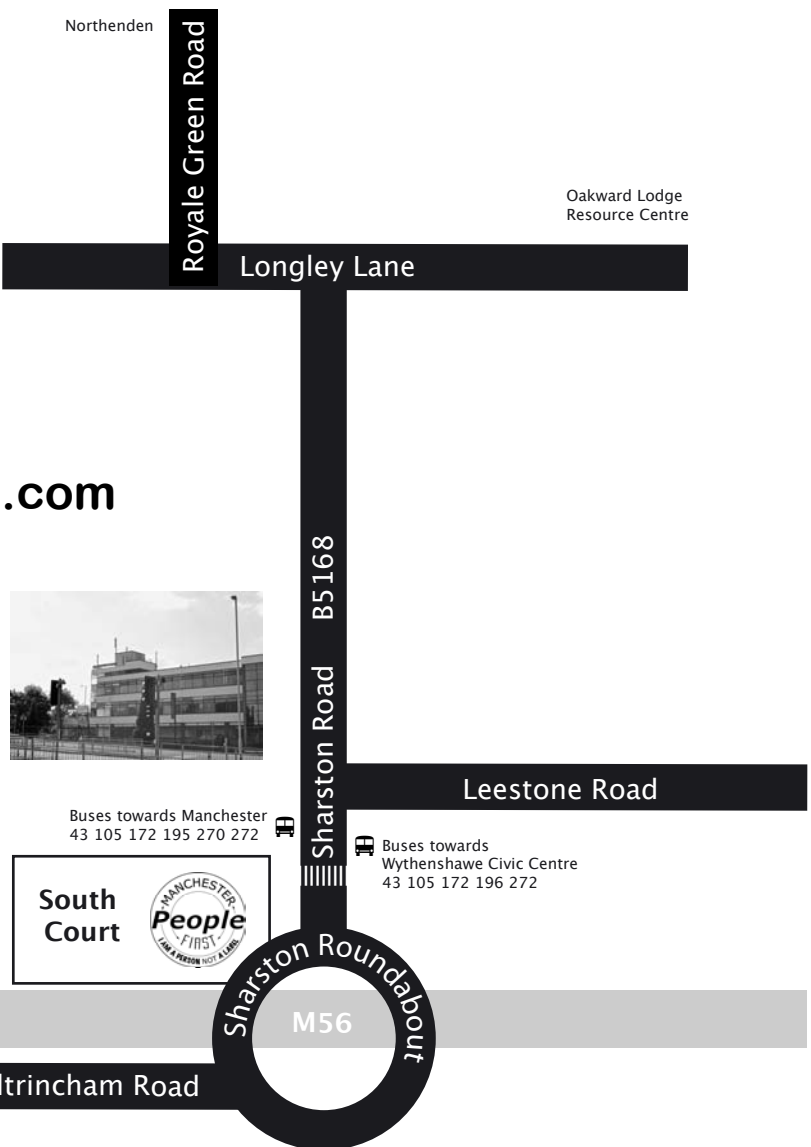 Northenden
Royale Green Road
Oakward Lodge
Resource Centre
Longley Lane
.com
B5168
Sharston Road
Leestone Road
Buses towards Manchester
43 105 172 195 270 272
Buses towards
Wythenshawe Civic Centre
43 105 172 196 272
South
Court
MANCHESTER
People
FIRST
I AM A PERSON NOT A LABEL
Sharston Roundabout
M56
ltrincham Road